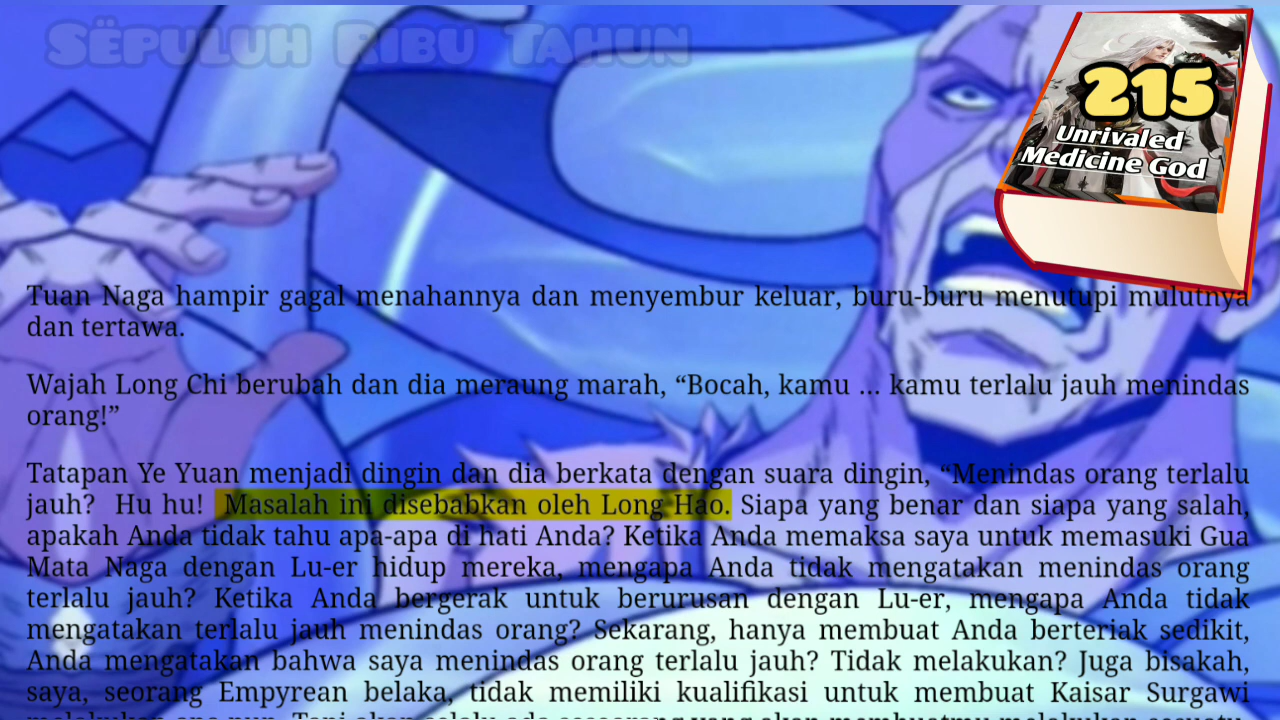 Sëpuluh Ribu Tahun
215
Unrivaled
Medicine God
Tuan Naga hampir gagal menahannya dan menyembur keluar, buru-buru menutupi mulutnya
dan tertawa.
Wajah Long Chi berubah dan dia meraung marah, “Bocah, kamu ... kamu terlalu jauh menindas
orang!”
Tatapan Ye Yuan menjadi dingin dan dia berkata dengan suara dingin, “Menindas orang terlalu
jauh? Hu hu! Masalah ini disebabkan oleh Long Hao. Siapa yang benar dan siapa yang salah,
apakah Anda tidak tahu apa-apa di hati Anda? Ketika Anda memaksa saya untuk memasuki Gua
Mata Naga dengan Lu-er hidup mereka, mengapa Anda tidak mengatakan menindas orang
terlalu jauh? Ketika Anda bergerak untuk berurusan dengan Lu-er, mengapa Anda tidak
mengatakan terlalu jauh menindas orang? Sekarang, hanya membuat Anda berteriak sedikit,
Anda mengatakan bahwa saya menindas orang terlalu jauh? Tidak melakukan? Juga bisakah,
saya, seorang Empyrean belaka, tidak memiliki kualifikasi untuk membuat Kaisar Surgawi